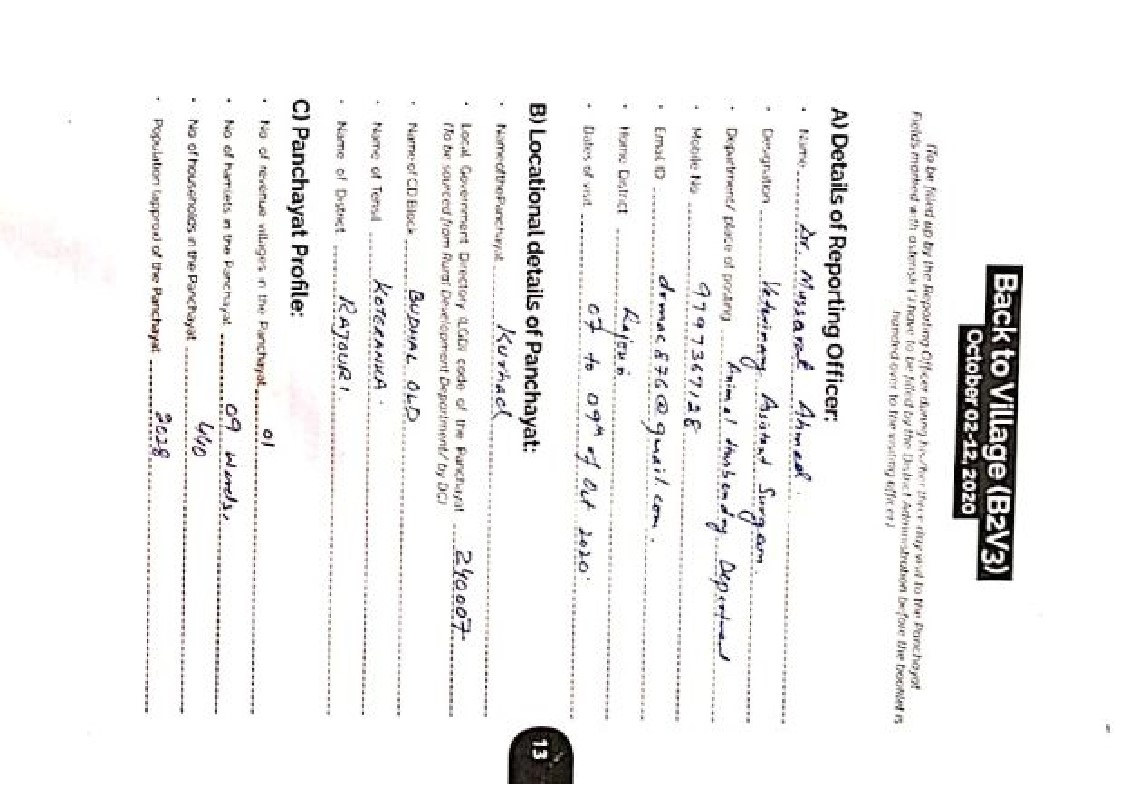 Back to Village (B2V3)
October 02-12, 2020
(To be filled up by the Reporting Officer during his/her three day visit to the Panchayat
Fields marked with asterisk (*) have to be filled by the District Administration before the booklet is
handed over to the visiting officer)
A) Details of Reporting Officer:
• Name Dr. Mussarat Ahmed.
• Designation Veterinary Assistant Surgeon.
• Department/ place of posting Animal Husbandry Department
• Mobile No 9797367128
• Email ID drmac876@gmail.com.
• Home District Rajouri
• Dates of visit 07 to 09th of Oct 2020.
B) Locational details of Panchayat:
• Name of the Panchayat Kurhad
• Local Government Directory (LGD) code of the Panchayat 240007
(To be sourced from Rural Development Department/ by DC)
• Name of CD Block BUDHAL OLD
• Name of Tehsil KOTERANKA.
• Name of District RAJOURI
C) Panchayat Profile:
• No of revenue villages in the Panchayat 01
• No of hamlets in the Panchayat 09 wards.
• No of households in the Panchayat 440
• Population (approx) of the Panchayat 2028
13